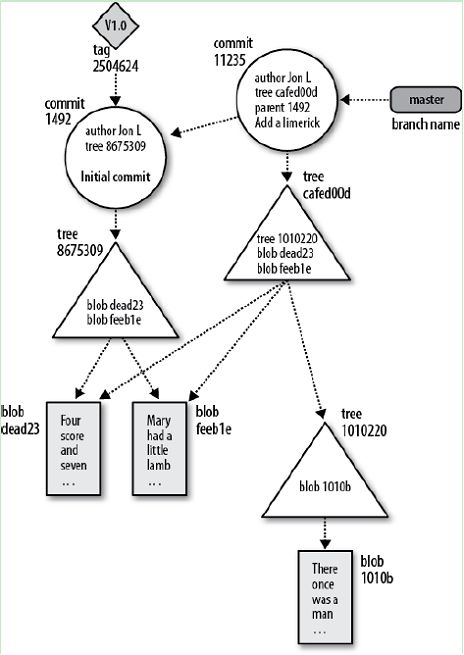 V1.0
tag
2504624
commit
11235
author Jon L
tree cafed00d
parent 1492
Add a limerick
master
branch name
commit
1492
author Jon L
tree 8675309
Initial commit
tree
cafed00d
tree 1010220
blob dead23
blob feeb1e
tree
8675309
blob dead23
blob feeb1e
blob
dead23
Four
score
and
seven
...
Mary
had a
little
lamb
...
blob
feeb1e
tree
1010220
blob 1010b
There
once
was a
man
...
blob
1010b